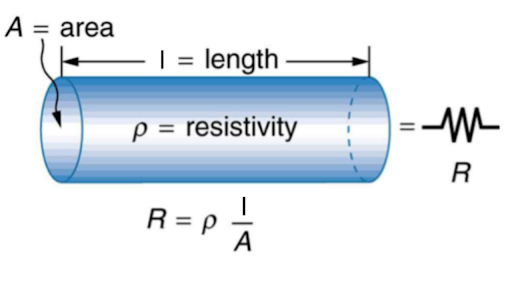 A = area
l = length
ρ = resistivity
=
R
R = ρ l/A